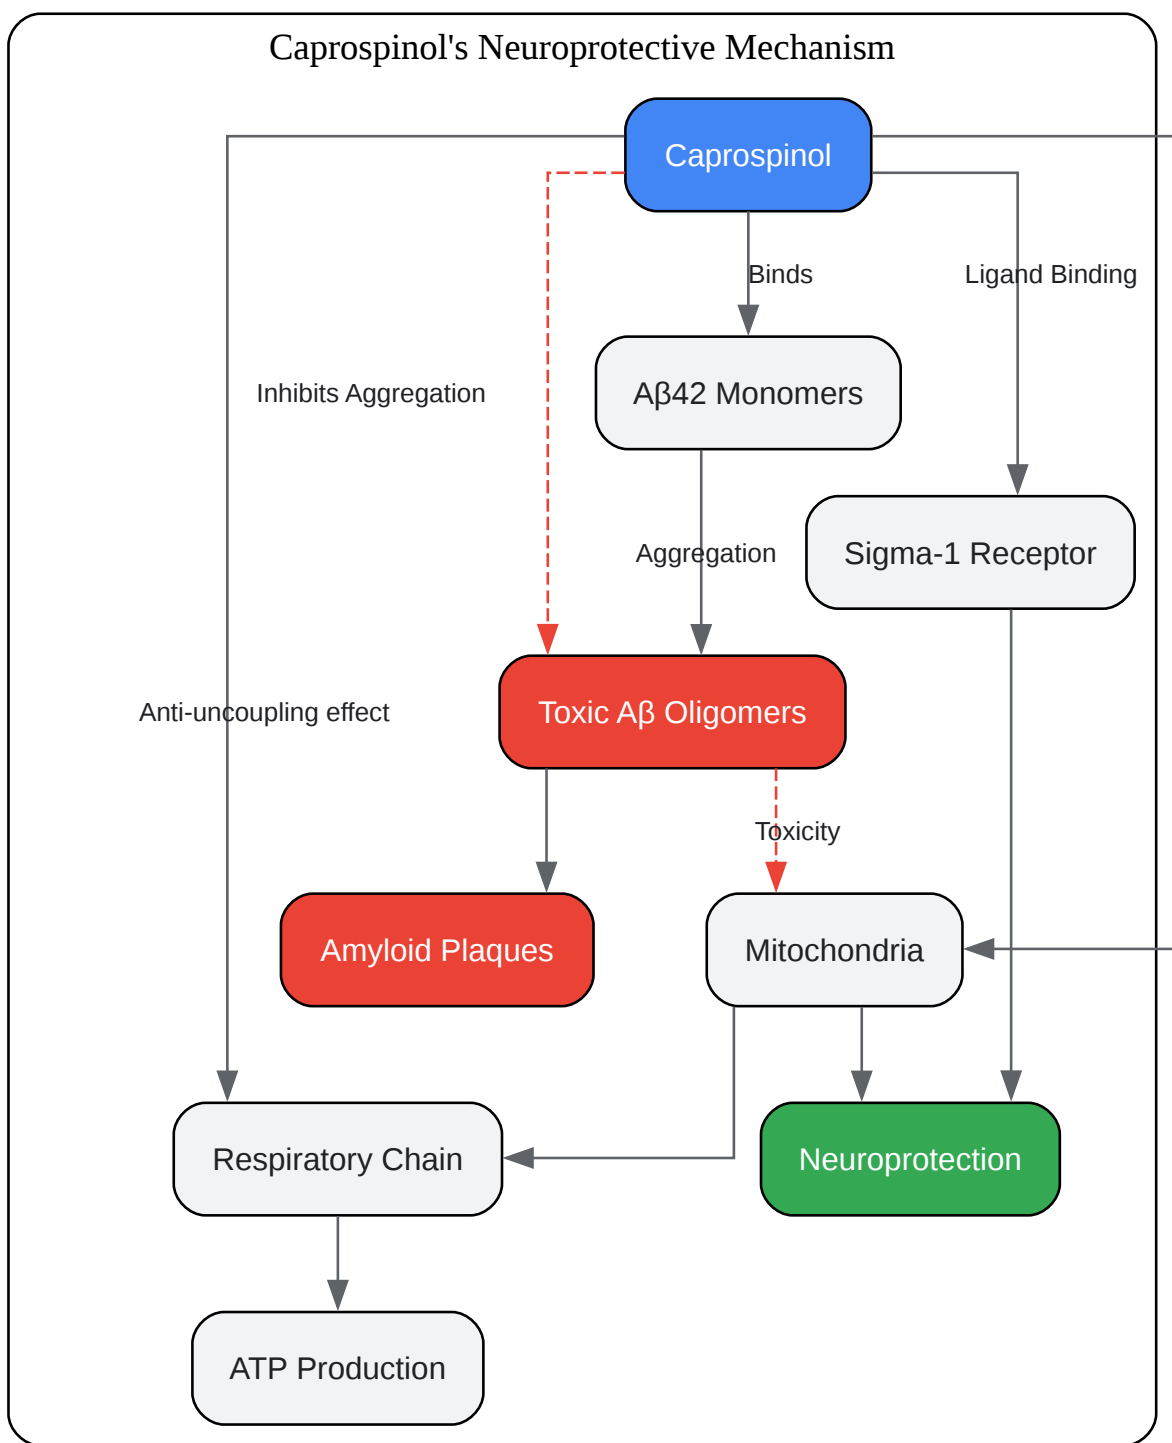 Caprospinol's Neuroprotective Mechanism
Caprospinol
Binds
Ligand Binding
Inhibits Aggregation
Aβ42 Monomers
Aggregation
Sigma-1 Receptor
Anti-uncoupling effect
Toxic Aβ Oligomers
Toxicity
Amyloid Plaques
Mitochondria
Respiratory Chain
Neuroprotection
ATP Production